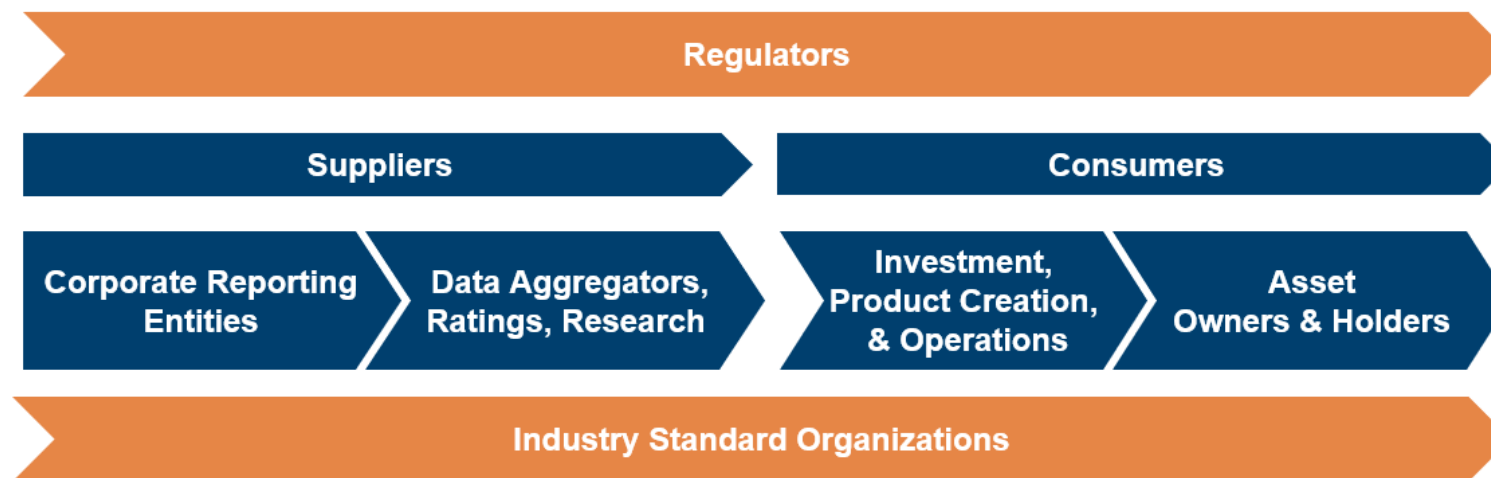 Regulators
Suppliers
Consumers
Corporate Reporting
Entities
Data Aggregators,
Ratings, Research
Investment,
Product Creation,
& Operations
Asset
Owners & Holders
Industry Standard Organizations